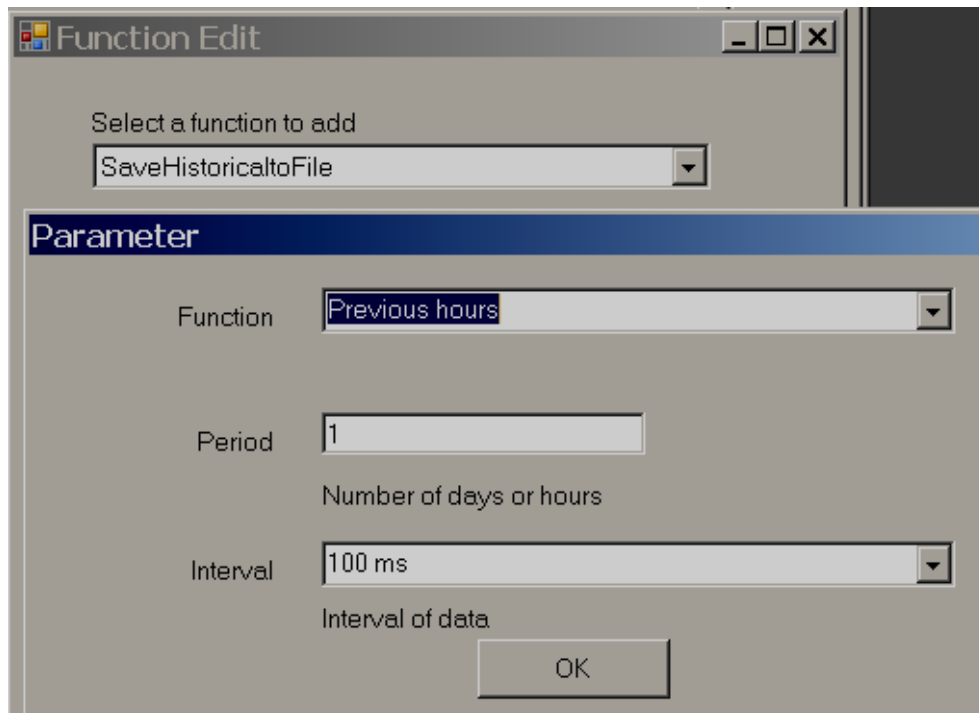 Function Edit
Select a function to add
SaveHistoricaltoFile
Parameter
Function
Previous hours
Period
1
Number of days or hours
Interval
100 ms
Interval of data
OK